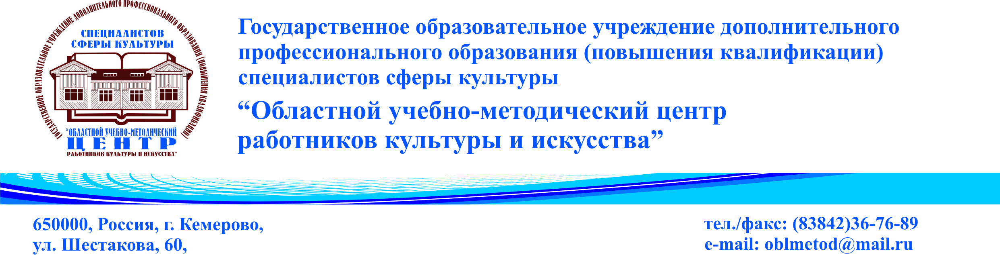 ГОСУДАРСТВЕННОЕ ОБРАЗОВАТЕЛЬНОЕ УЧРЕЖДЕНИЕ ДОПОЛНИТЕЛЬНОГО ПРОФЕССИОНАЛЬНОГО ОБРАЗОВАНИЯ (ПОВЫШЕНИЯ КВАЛИФИКАЦИИ)
СПЕЦИАЛИСТОВ
СФЕРЫ КУЛЬТУРЫ
“ОБЛАСТНОЙ УЧЕБНО-МЕТОДИЧЕСКИЙ
ЦЕНТР
РАБОТНИКОВ КУЛЬТУРЫ И ИСКУССТВА”
Государственное образовательное учреждение дополнительного
профессионального образования (повышения квалификации)
специалистов сферы культуры
“Областной учебно-методический центр
работников культуры и искусства”
650000, Россия, г. Кемерово,
ул. Шестакова, 60,
тел./факс: (83842)36-76-89
e-mail: oblmetod@mail.ru